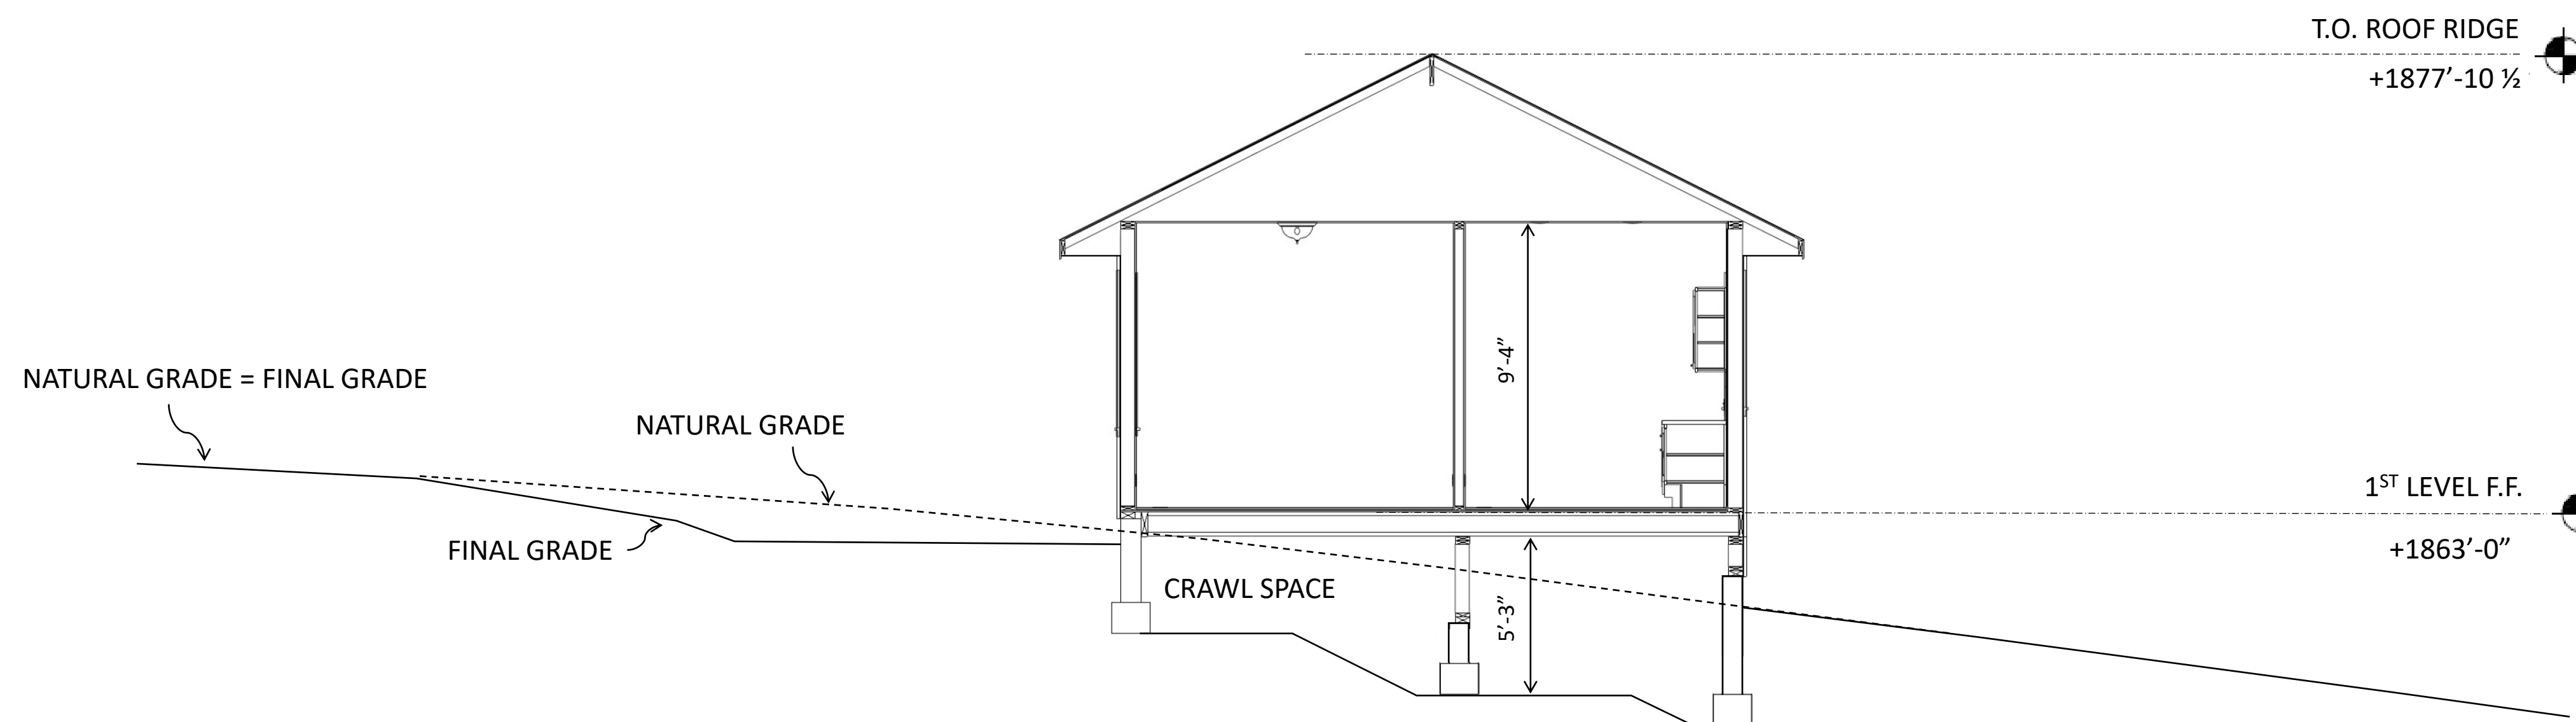 T.O. ROOF RIDGE
+1877’-10 ½
NATURAL GRADE = FINAL GRADE
NATURAL GRADE
9’-4”
1ST LEVEL F.F.
FINAL GRADE
+1863’-0”
CRAWL SPACE
5’-3”